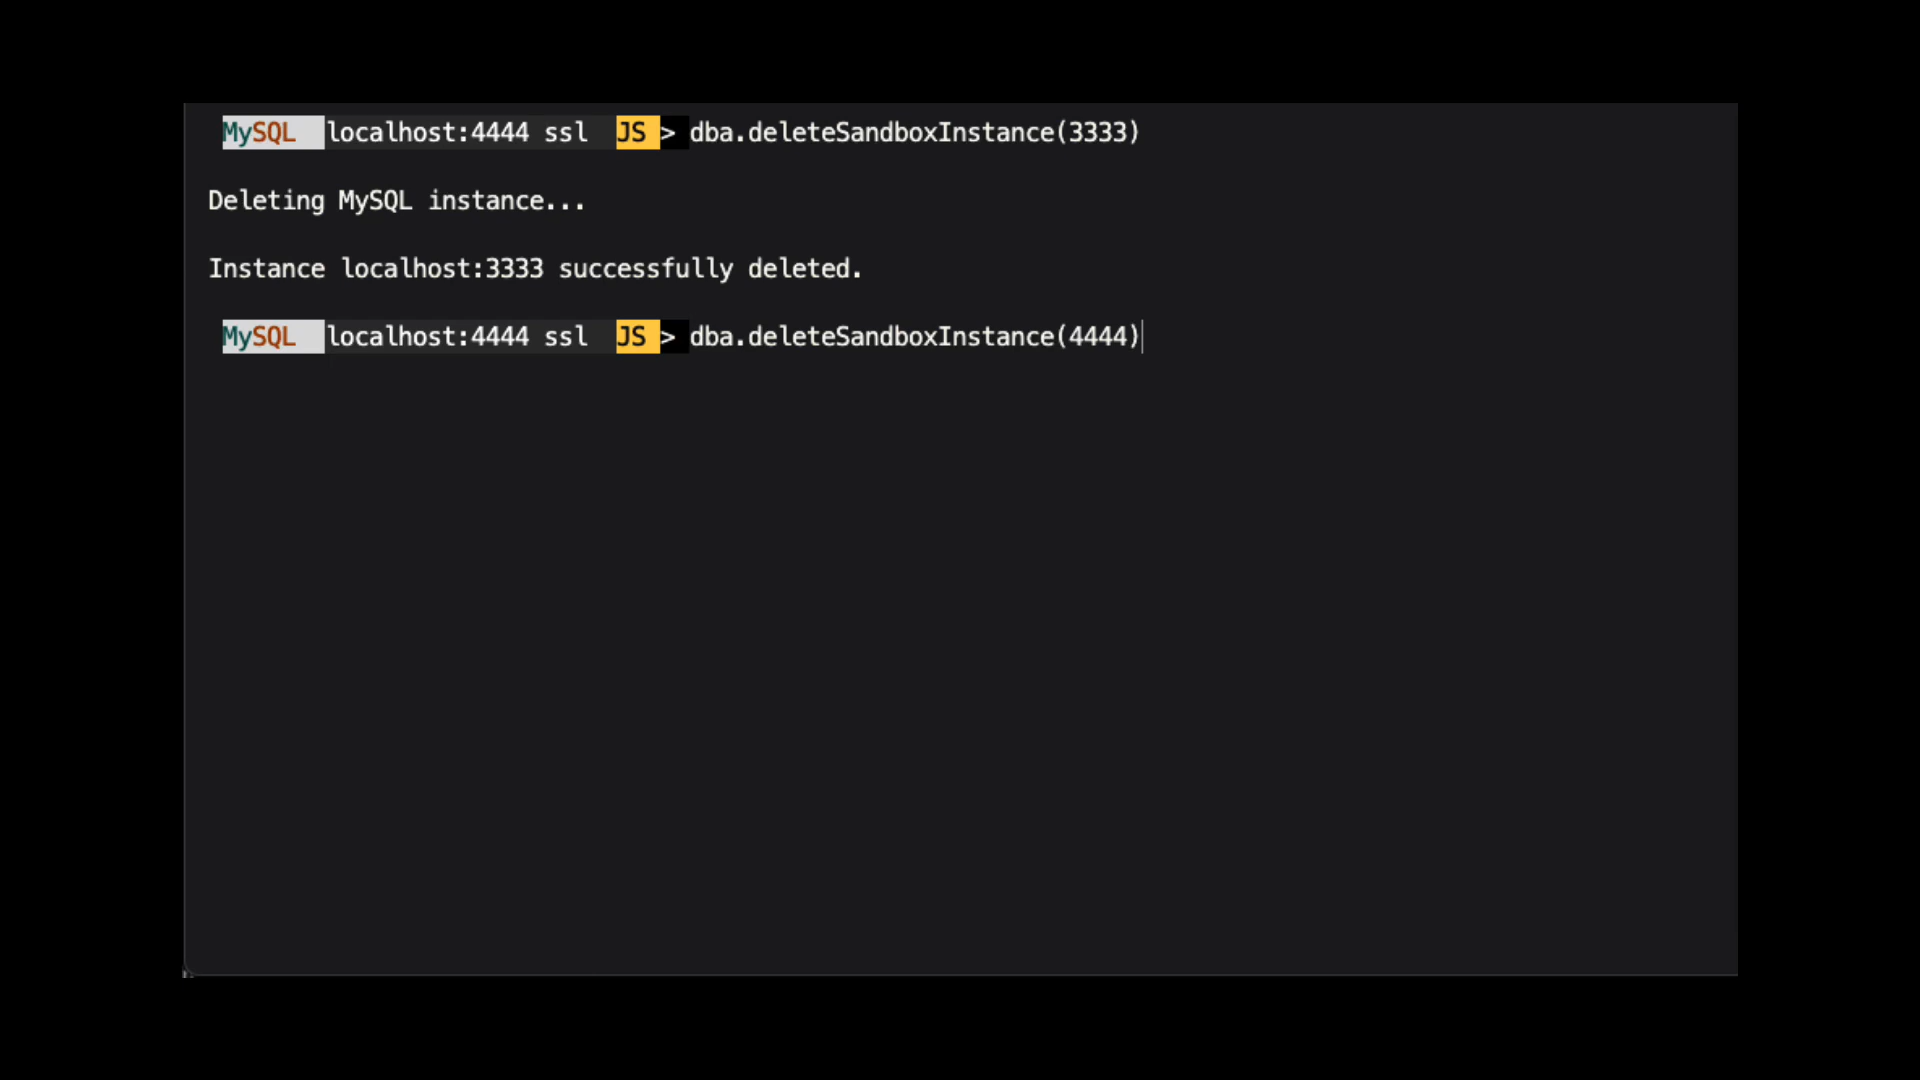 MySQL localhost:4444 ssl JS > dba.deleteSandboxInstance(3333)
Deleting MySQL instance...
Instance localhost:3333 successfully deleted.
MySQL localhost:4444 ssl JS > dba.deleteSandboxInstance(4444)